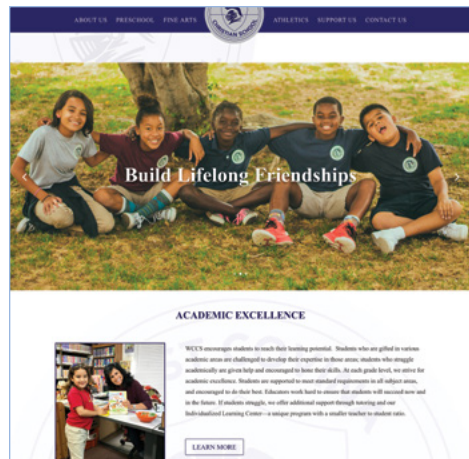 ABOUT US PRESCHOOL FINE ARTS ATHLETICS SUPPORT US CONTACT US
CHRISTIAN SCHOOL
Build Lifelong Friendships
ACADEMIC EXCELLENCE
WCCS encourages students to reach their learning potential. Students who are gifted in various
academic areas are challenged to develop their expertise in those areas; students who struggle
academically are given help and encouraged to hone their skills. At each grade level, we strive for
academic excellence. Students are supported to meet standard requirements in all subject areas,
and encouraged to do their best. Educators work hard to ensure that students will succeed now and
in the future. If students struggle, we offer additional support through tutoring and our
Individualized Learning Center—a unique program with a smaller teacher to student ratio.
LEARN MORE